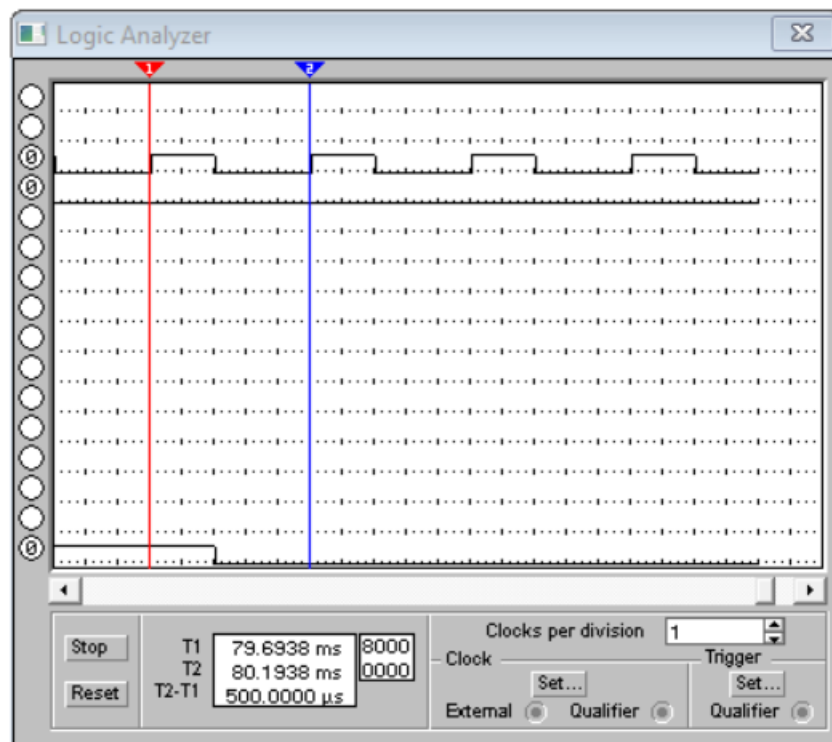 Logic Analyzer
1 2
0
0
0
Stop
Reset
T1 79.6938 ms 8000
T2 80.1938 ms 0000
T2-T1 500.0000 µs
Clocks per division 1
Clock
Set...
External Qualifier
Trigger
Set...
Qualifier